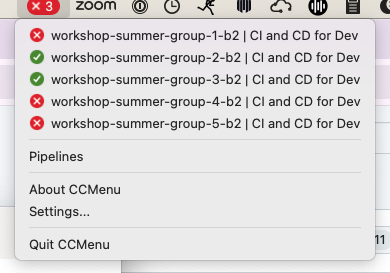 3 zoom
workshop-summer-group-1-b2 | CI and CD for Dev
workshop-summer-group-2-b2 | CI and CD for Dev
workshop-summer-group-3-b2 | CI and CD for Dev
workshop-summer-group-4-b2 | CI and CD for Dev
workshop-summer-group-5-b2 | CI and CD for Dev
Pipelines
About CCMenu
Settings...
11
Quit CCMenu